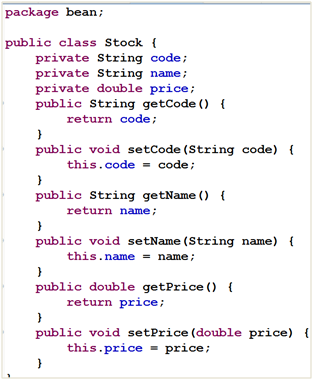 package bean;
public class Stock {
private String code;
private String name;
private double price;
public String getCode() {
return code;
}
public void setCode(String code) {
this.code = code;
}
public String getName() {
return name;
}
public void setName(String name) {
this.name = name;
}
public double getPrice() {
return price;
}
public void setPrice(double price) {
this.price = price;
}